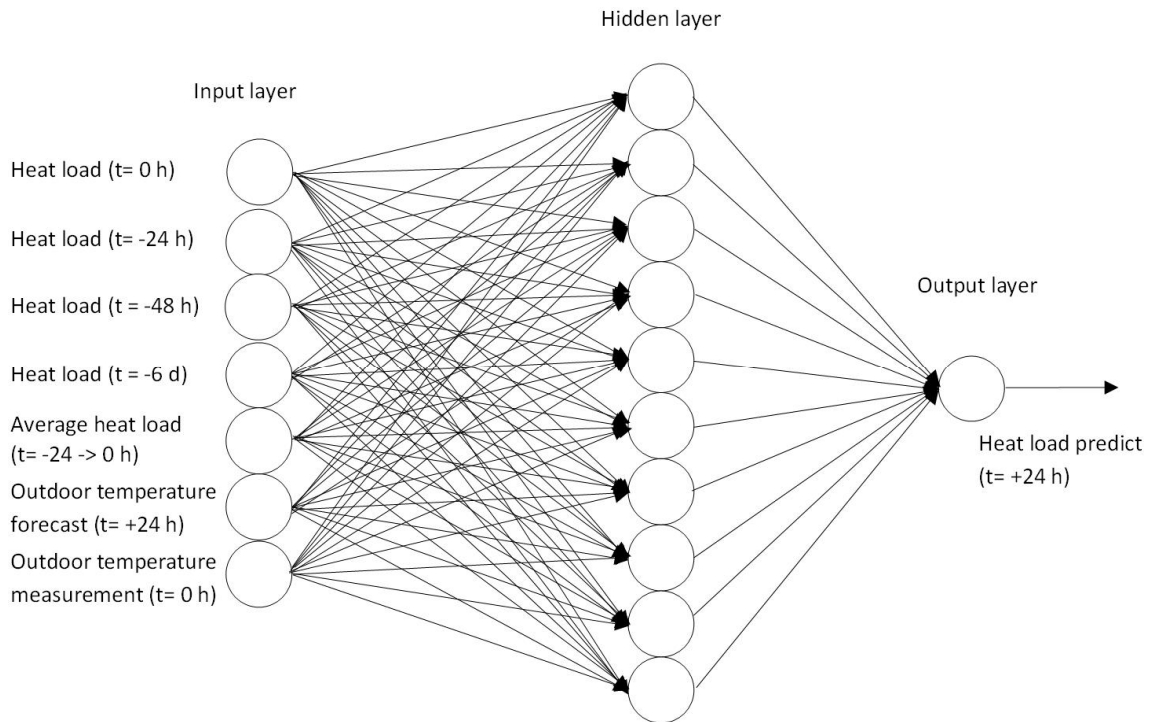 Hidden layer
Input layer
Heat load (t= 0 h)
Heat load (t= -24 h)
Heat load (t = -48 h)
Heat load (t = -6 d)
Average heat load
(t= -24 -> 0 h)
Outdoor temperature
forecast (t= +24 h)
Outdoor temperature
measurement (t= 0 h)
Output layer
Heat load predict
(t= +24 h)